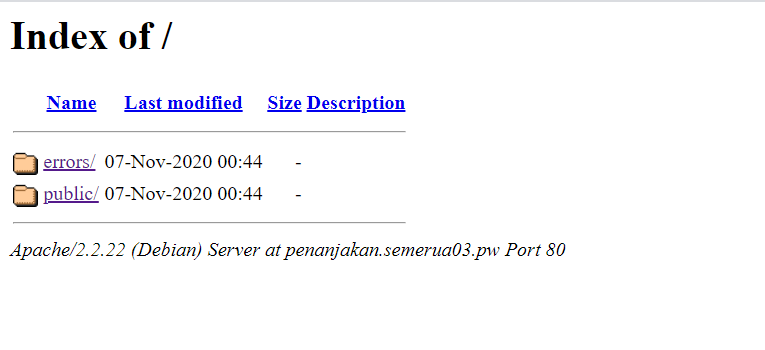 Index of /
Name Last modified Size Description
errors/ 07-Nov-2020 00:44 -
public/ 07-Nov-2020 00:44 -
Apache/2.2.22 (Debian) Server at penanjakan.semerua03.pw Port 80